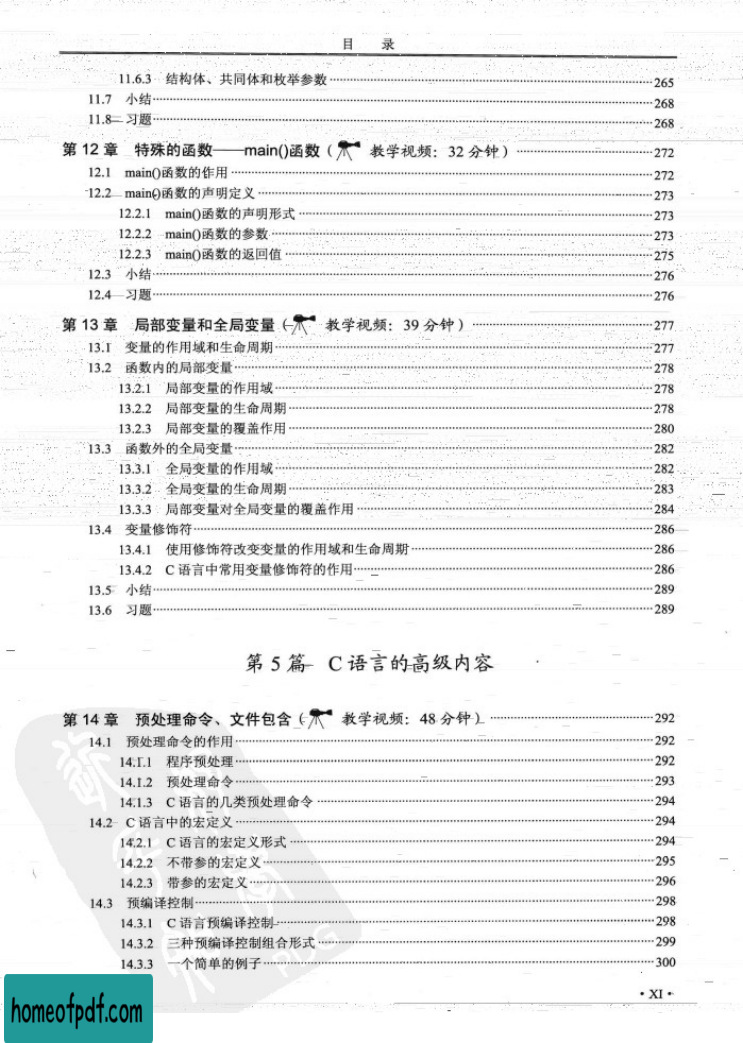 目 录
11.6.3 结构体、共同体和枚举参数 265
11.7 小结 268
11.8 习题 268
第 12 章 特殊的函数——main()函数( 教学视频：32 分钟) 272
12.1 main()函数的作用 272
12.2 main()函数的声明定义 273
12.2.1 main()函数的声明形式 273
12.2.2 main()函数的参数 273
12.2.3 main()函数的返回值 275
12.3 小结 276
12.4 习题 276
第 13 章 局部变量和全局变量( 教学视频：39 分钟) 277
13.1 变量的作用域和生命周期 277
13.2 函数内的局部变量 278
13.2.1 局部变量的作用域 278
13.2.2 局部变量的生命周期 278
13.2.3 局部变量的覆盖作用 280
13.3 函数外的全局变量 282
13.3.1 全局变量的作用域 282
13.3.2 全局变量的生命周期 283
13.3.3 局部变量对全局变量的覆盖作用 284
13.4 变量修饰符 286
13.4.1 使用修饰符改变变量的作用域和生命周期 286
13.4.2 C 语言中常用变量修饰符的作用 286
13.5 小结 289
13.6 习题 289
第 5 篇 C 语言的高级内容
第 14 章 预处理命令、文件包含( 教学视频：48 分钟) 292
14.1 预处理命令的作用 292
14.1.1 程序预处理 292
14.1.2 预处理命令 293
14.1.3 C 语言的几类预处理命令 294
14.2 C 语言中的宏定义 294
14.2.1 C 语言的宏定义形式 294
14.2.2 不带参的宏定义 295
14.2.3 带参的宏定义 296
14.3 预编译控制 298
14.3.1 C 语言预编译控制 298
14.3.2 三种预编译控制组合形式 299
14.3.3 一个简单的例子 300
PDG
• XI •
homeofpdf.com